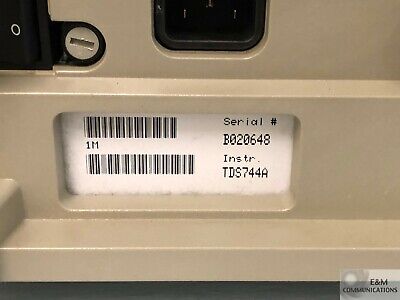 O
Serial #
B020648
1M
Instr.
TDS744A
E&M
COMMUNICATIONS